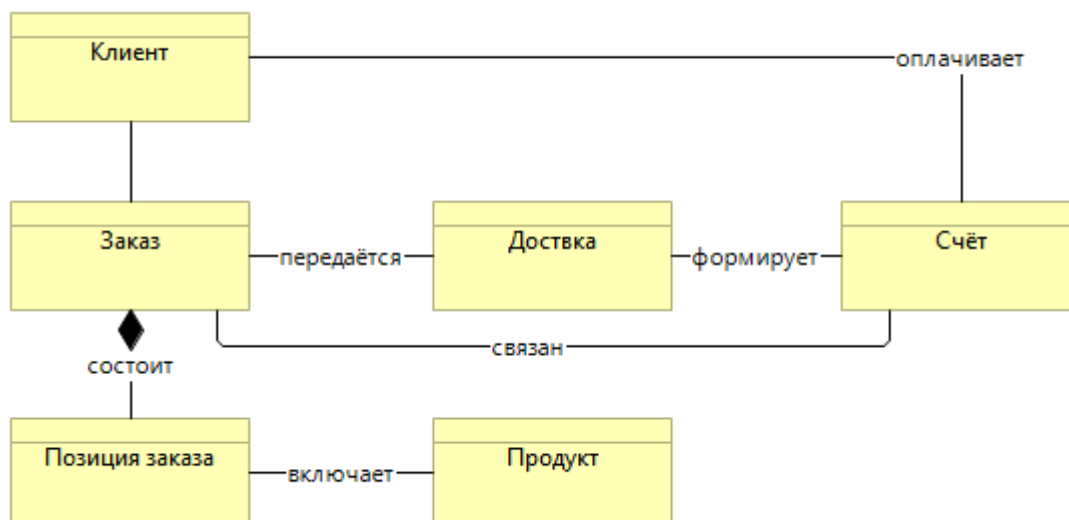 Клиент
оплачивает
Заказ
передаётся
Доствка
формирует
Счёт
связан
состоит
Позиция заказа
включает
Продукт